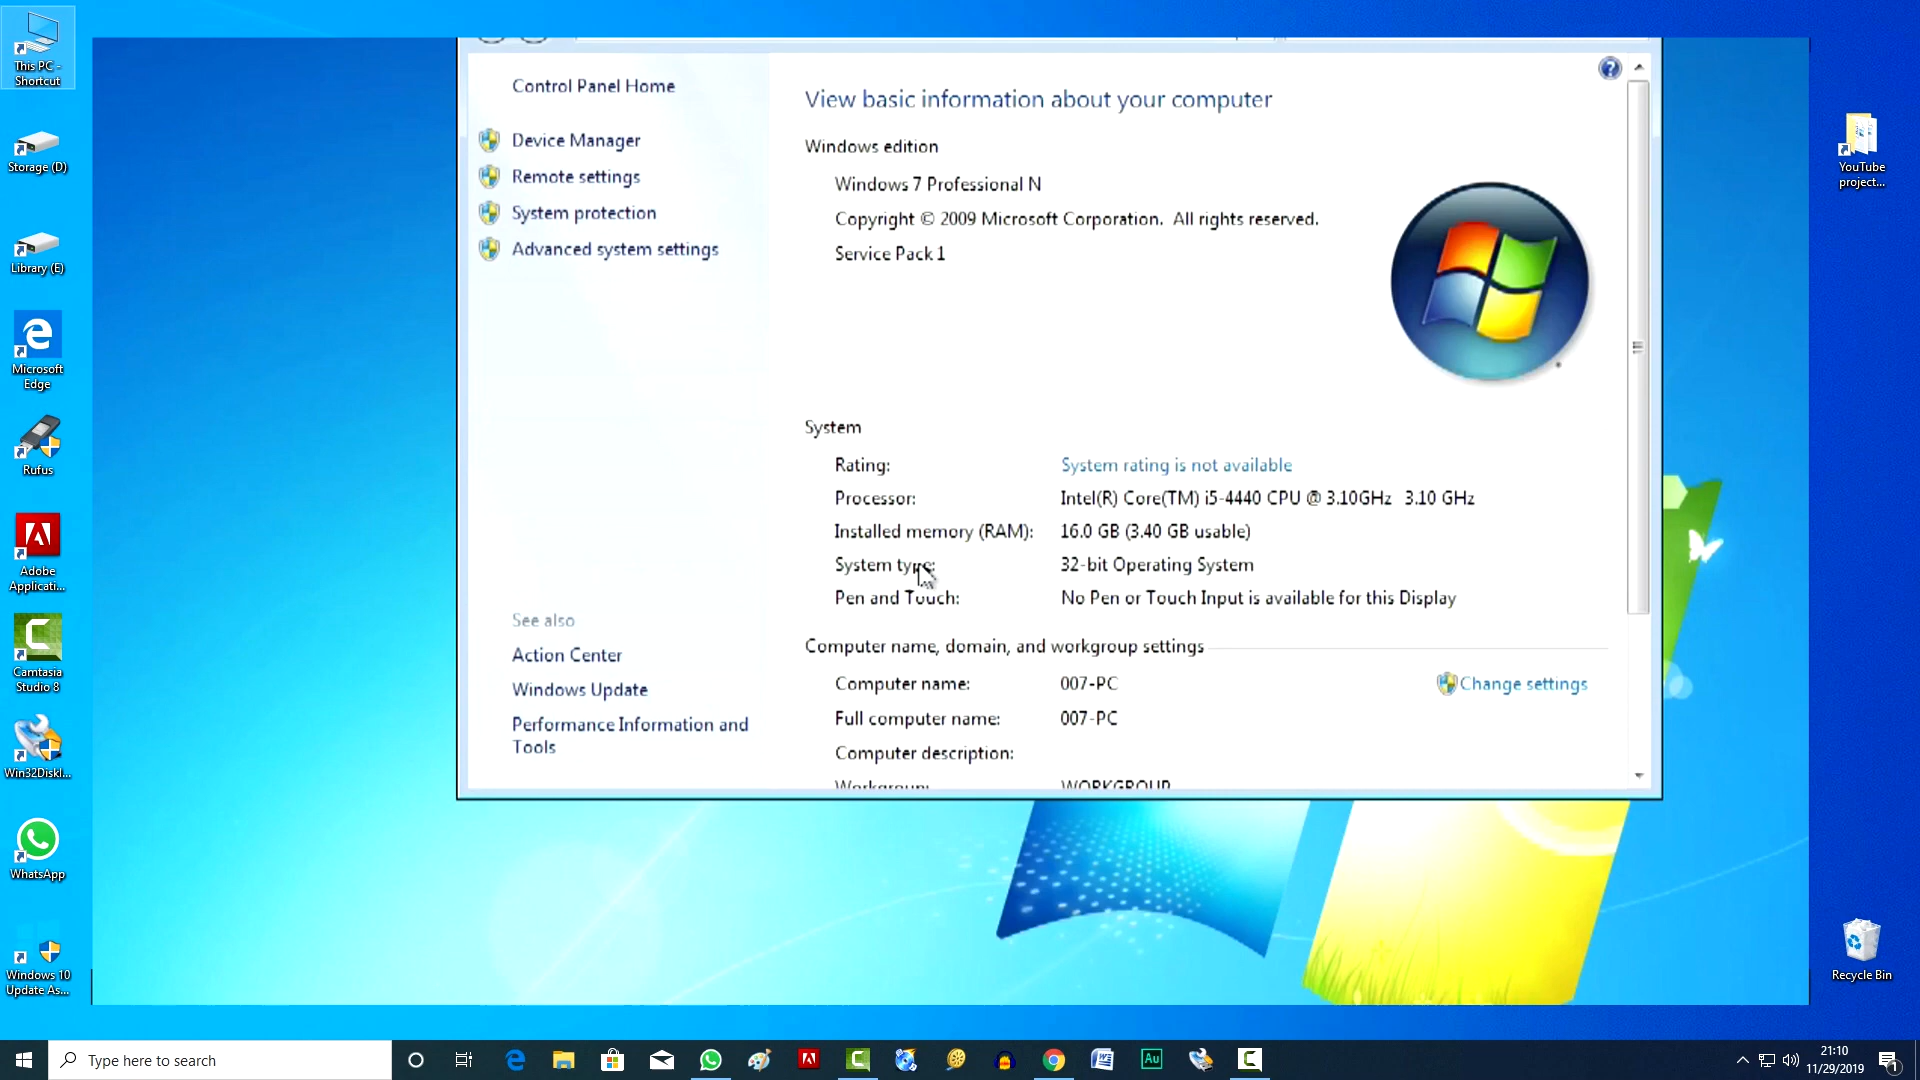 This PC -
Shortcut
Storage (D)
Library (E)
Microsoft
Edge
Rufus
Adobe
Applicati...
Camtasia
Studio 8
Win32DiskI...
WhatsApp
Windows 10
Update As...
Control Panel Home
Device Manager
Remote settings
System protection
Advanced system settings
See also
Action Center
Windows Update
Performance Information and
Tools
View basic information about your computer
Windows edition
Windows 7 Professional N
Copyright © 2009 Microsoft Corporation. All rights reserved.
Service Pack 1
System
Rating: System rating is not available
Processor: Intel(R) Core(TM) i5-4440 CPU @ 3.10GHz 3.10 GHz
Installed memory (RAM): 16.0 GB (3.40 GB usable)
System type: 32-bit Operating System
Pen and Touch: No Pen or Touch Input is available for this Display
Computer name, domain, and workgroup settings
Computer name: 007-PC
Change settings
Full computer name: 007-PC
Computer description:
Workgroup: WORKGROUP
YouTube
project...
Recycle Bin
Type here to search
Au
21:10
11/29/2019
1